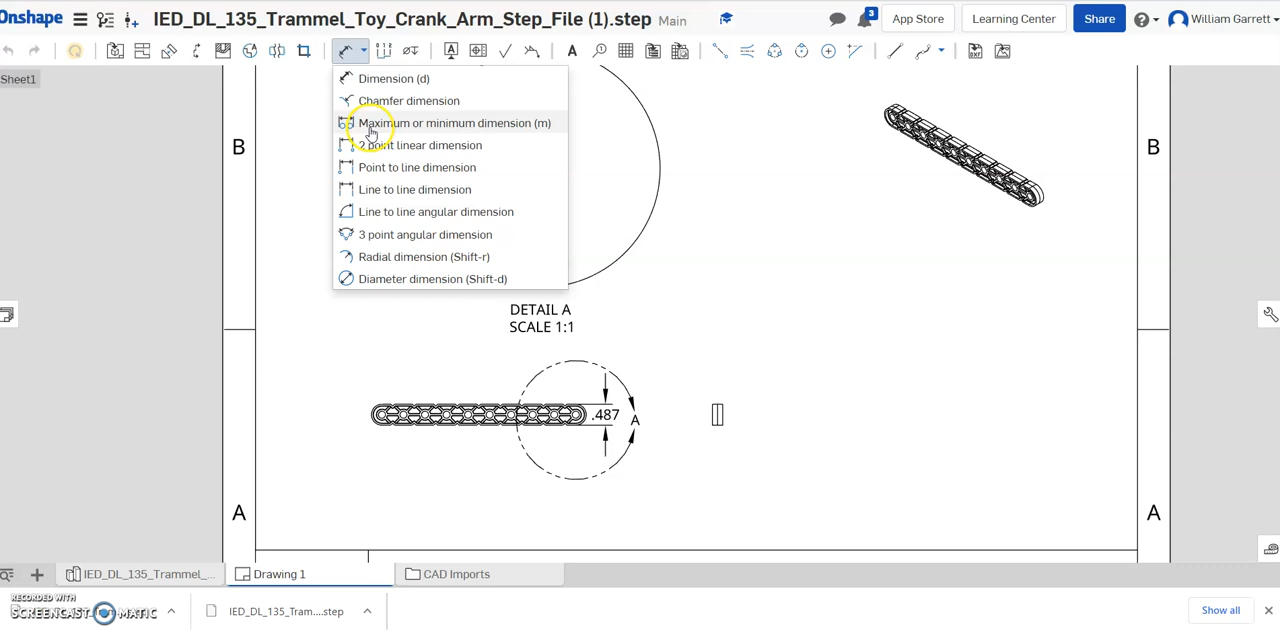 Onshape
IED_DL_135_Trammel_Toy_Crank_Arm_Step_File (1).step Main
3
App Store
Learning Center
Share
William Garrett
Sheet1
Dimension (d)
Chamfer dimension
Maximum or minimum dimension (m)
2 point linear dimension
Point to line dimension
Line to line dimension
Line to line angular dimension
3 point angular dimension
Radial dimension (Shift-r)
Diameter dimension (Shift-d)
B
B
DETAIL A
SCALE 1:1
.487
A
A
A
IED_DL_135_Trammel_...
Drawing 1
CAD Imports
RECORDED WITH
SCREENCAST-O-MATIC
IED_DL_135_Tram....step
Show all